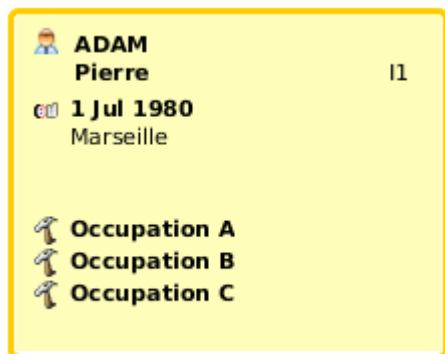 ADAM
Pierre I1
1 Jul 1980
Marseille
Occupation A
Occupation B
Occupation C